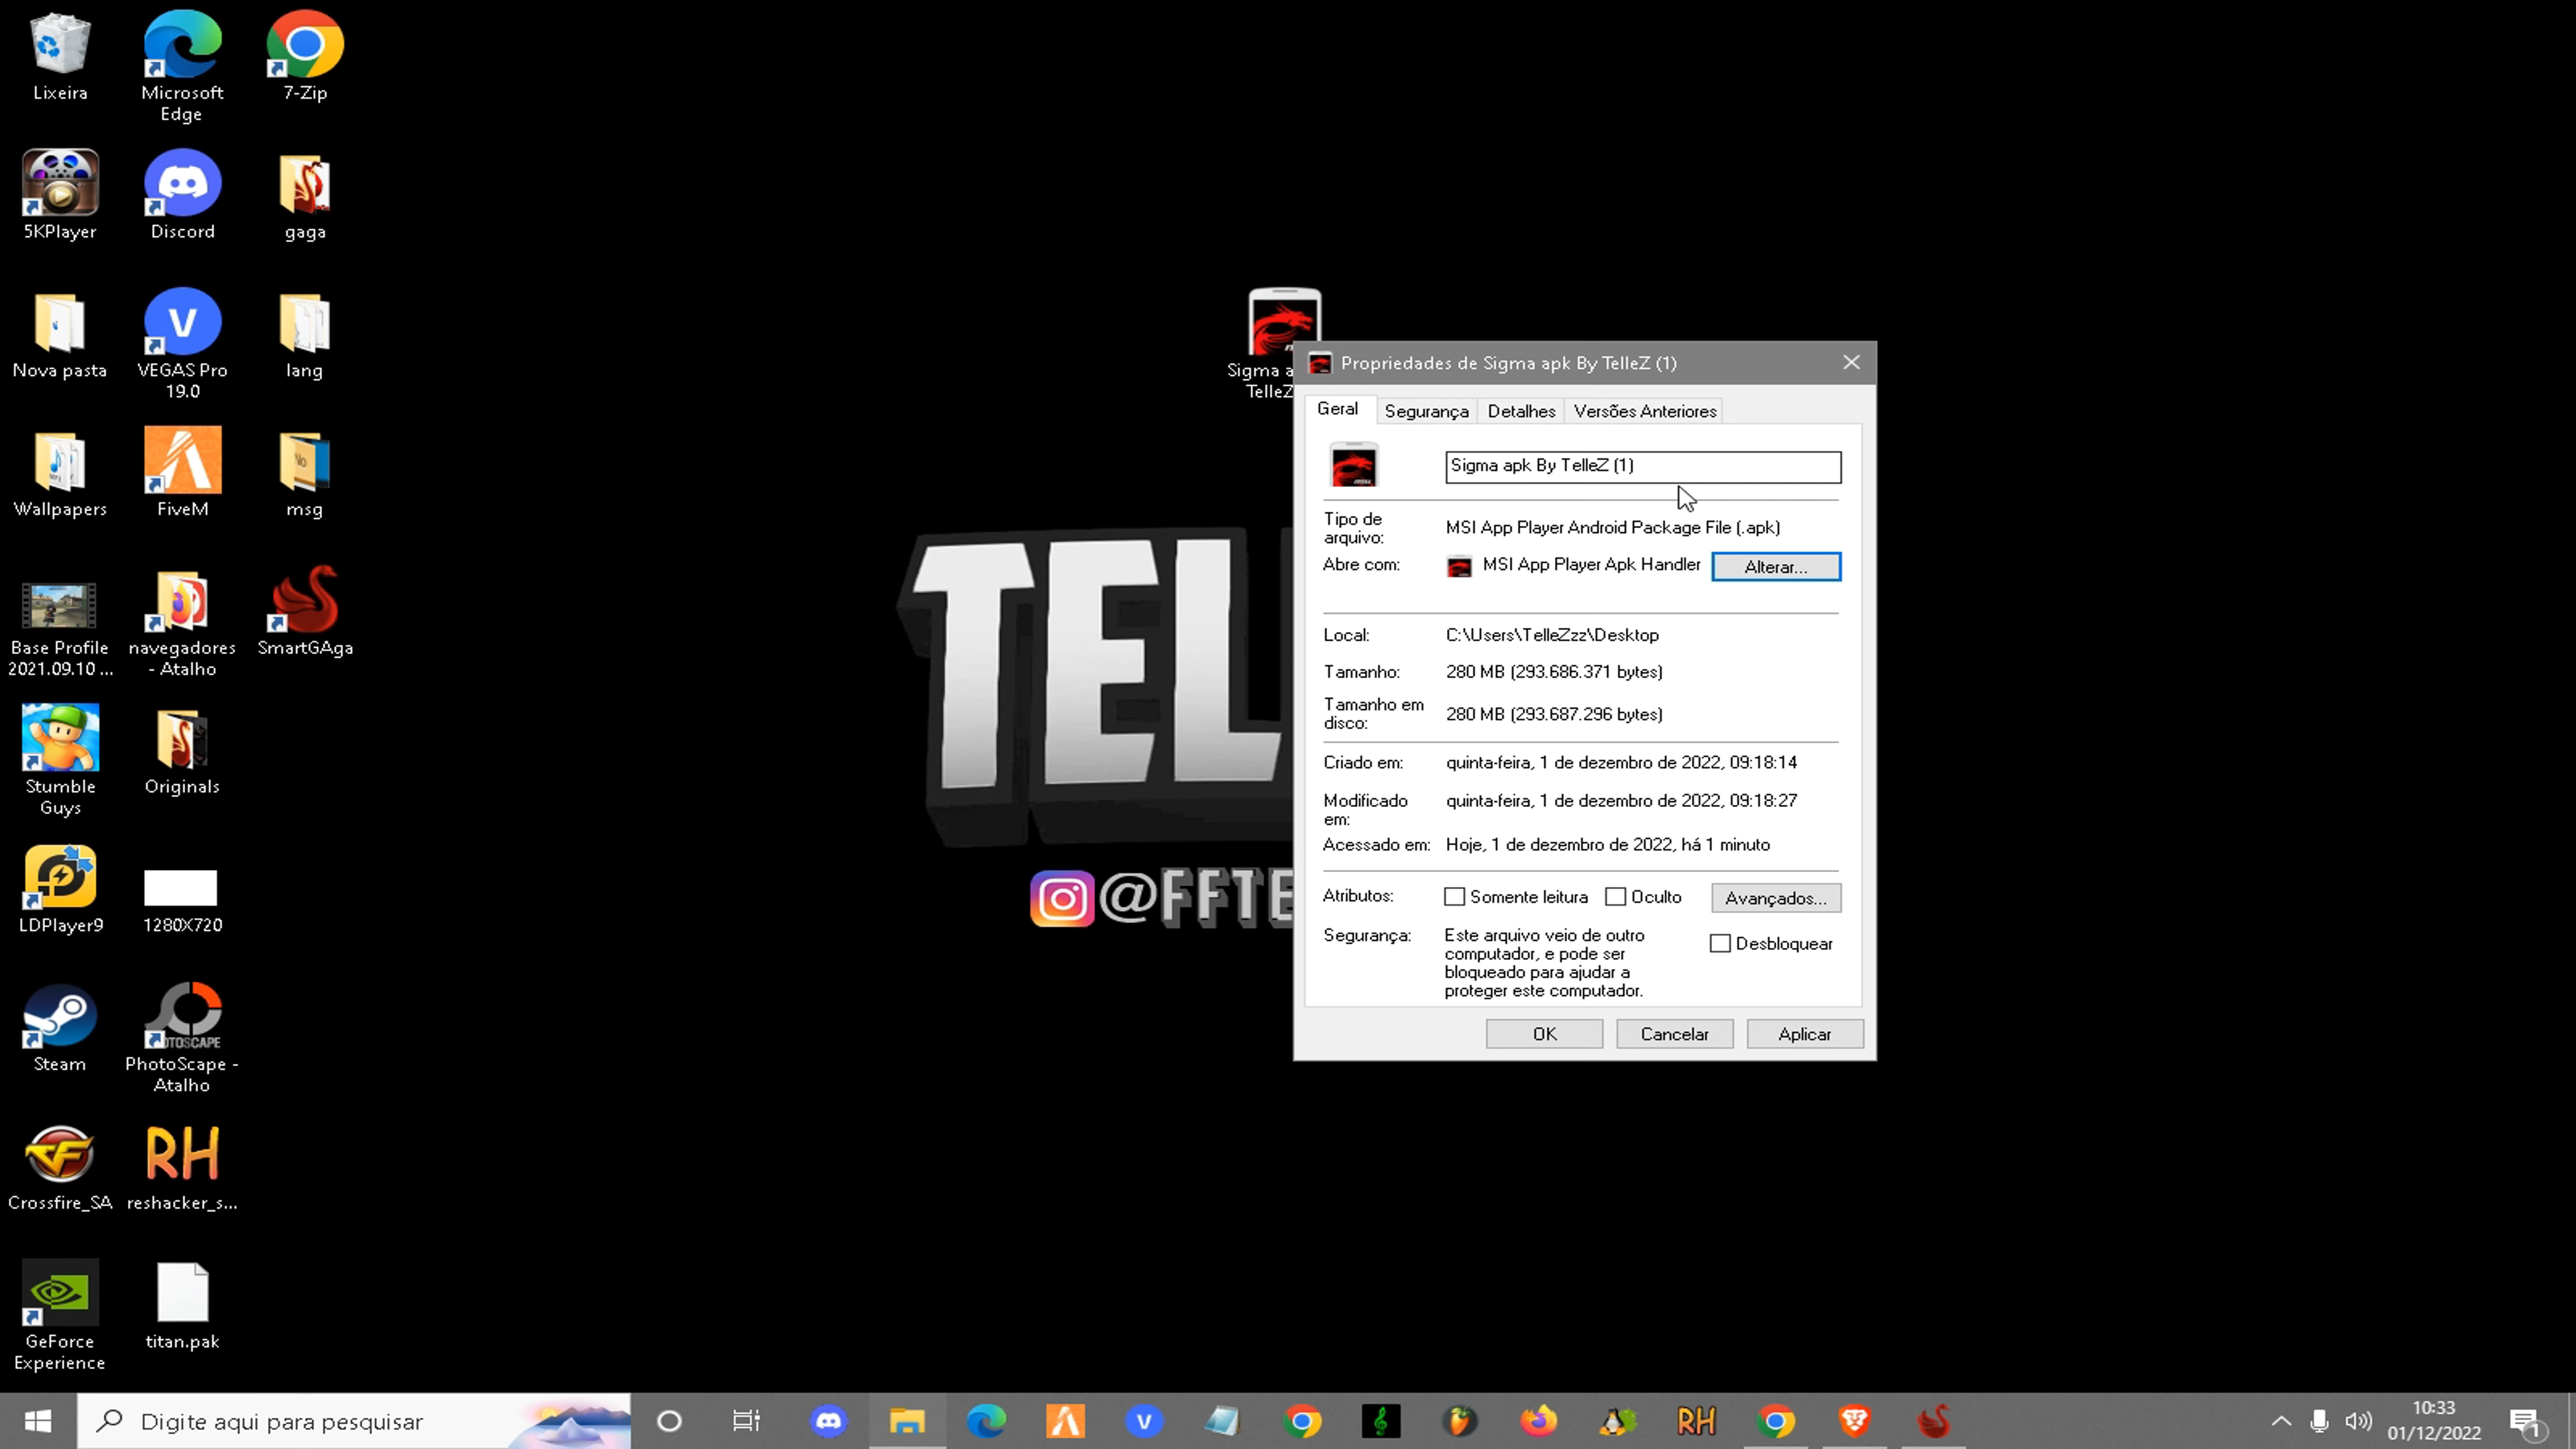 Lixeira
Microsoft
Edge
7-Zip
5KPlayer
Discord
gaga
Nova pasta
VEGAS Pro
19.0
lang
Wallpapers
FiveM
msg
No
Base Profile
2021.09.10 ...
navegadores
- Atalho
SmartGAga
Stumble
Guys
Originals
LDPlayer9
1280X720
Steam
PhotoScape -
Atalho
Crossfire_SA
RH
reshacker_s...
GeForce
Experience
titan.pak
Sigma a
TelleZ
TEL
@FFTE
Propriedades de Sigma apk By TelleZ (1)
Geral
Segurança
Detalhes
Versões Anteriores
Sigma apk By TelleZ (1)
Tipo de
arquivo:
MSI App Player Android Package File (.apk)
Abre com:
MSI App Player Apk Handler
Alterar...
Local:
C:\Users\TelleZzz\Desktop
Tamanho:
280 MB (293.686.371 bytes)
Tamanho em
disco:
280 MB (293.687.296 bytes)
Criado em:
quinta-feira, 1 de dezembro de 2022, 09:18:14
Modificado
em:
quinta-feira, 1 de dezembro de 2022, 09:18:27
Acessado em:
Hoje, 1 de dezembro de 2022, há 1 minuto
Atributos:
Somente leitura
Oculto
Avançados...
Segurança:
Este arquivo veio de outro
computador, e pode ser
bloqueado para ajudar a
proteger este computador.
Desbloquear
OK
Cancelar
Aplicar
Digite aqui para pesquisar
RH
10:33
01/12/2022
1